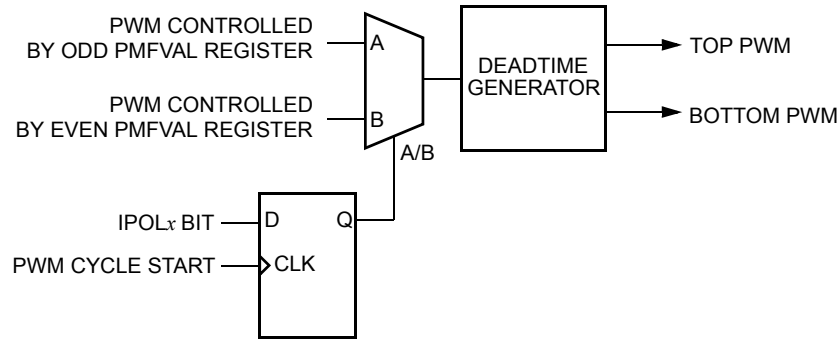 PWM CONTROLLED
BY ODD PMFVAL REGISTER
A
PWM CONTROLLED
BY EVEN PMFVAL REGISTER
B
A/B
DEADTIME
GENERATOR
TOP PWM
BOTTOM PWM
IPOLx BIT
D
Q
PWM CYCLE START
CLK